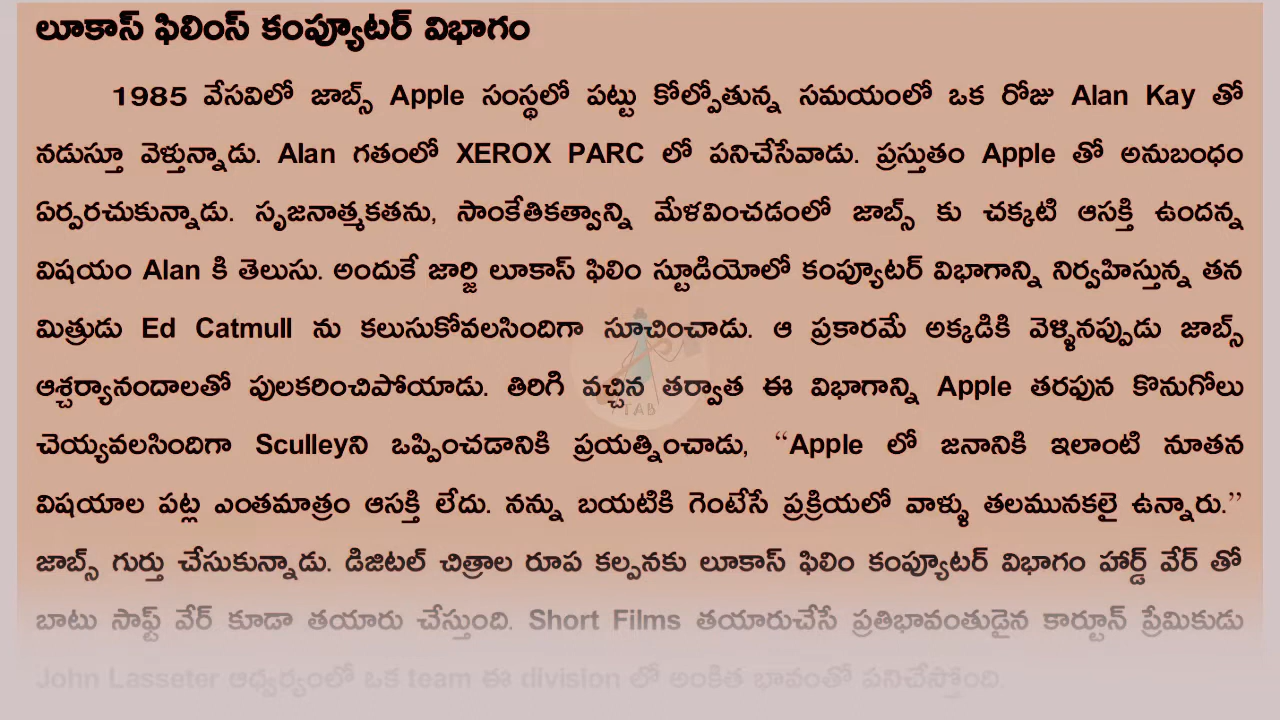 లూకాస్ ఫిలింస్ కంప్యూటర్ విభాగం
1985 వేసవిలో జాబ్స్ Apple సంస్థలో పట్టు కోల్పోతున్న సమయంలో ఒక రోజు Alan Kay తో
నడుస్తూ వెళ్తున్నాడు. Alan గతంలో XEROX PARC లో పనిచేసేవాడు. ప్రస్తుతం Apple తో అనుబంధం
ఏర్పరచుకున్నాడు. సృజనాత్మకతను, సాంకేతికత్వాన్ని మేళవించడంలో జాబ్స్ కు చక్కటి ఆసక్తి ఉందన్న
విషయం Alan కి తెలుసు. అందుకే జార్జి లూకాస్ ఫిలిం స్టూడియోలో కంప్యూటర్ విభాగాన్ని నిర్వహిస్తున్న తన
మిత్రుడు Ed Catmull ను కలుసుకోవలసిందిగా సూచించాడు. ఆ ప్రకారమే అక్కడికి వెళ్ళినప్పుడు జాబ్స్
ఆశ్చర్యానందాలతో పులకరించిపోయాడు. తిరిగి వచ్చిన తర్వాత ఈ విభాగాన్ని Apple తరఫున కొనుగోలు
చెయ్యవలసిందిగా Sculleyని ఒప్పించడానికి ప్రయత్నించాడు, “Apple లో జనానికి ఇలాంటి నూతన
విషయాల పట్ల ఎంతమాత్రం ఆసక్తి లేదు. నన్ను బయటికి గెంటేసే ప్రక్రియలో వాళ్ళు తలమునకలై ఉన్నారు.”
జాబ్స్ గుర్తు చేసుకున్నాడు. డిజిటల్ చిత్రాల రూప కల్పనకు లూకాస్ ఫిలిం కంప్యూటర్ విభాగం హార్డ్ వేర్ తో
బాటు సాఫ్ట్ వేర్ కూడా తయారు చేస్తుంది. Short Films తయారుచేసే ప్రతిభావంతుడైన కార్టూన్ ప్రేమికుడు
John Lasseter ఆధ్వర్యంలో ఒక team ఈ division లో అంకిత భావంతో పనిచేస్తోంది.
TAB